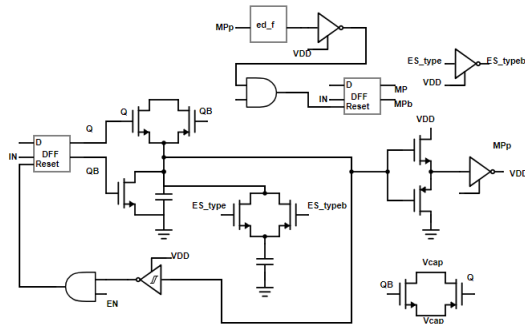 MPp
ed_f
VDD
ES_type
ES_typeb
VDD
D
DFF
Reset
IN
MP
MPb
Q
QB
VDD
MPp
VDD
D
DFF
Reset
IN
Q
QB
ES_type
ES_typeb
VDD
EN
Vcap
QB
Q
Vcap